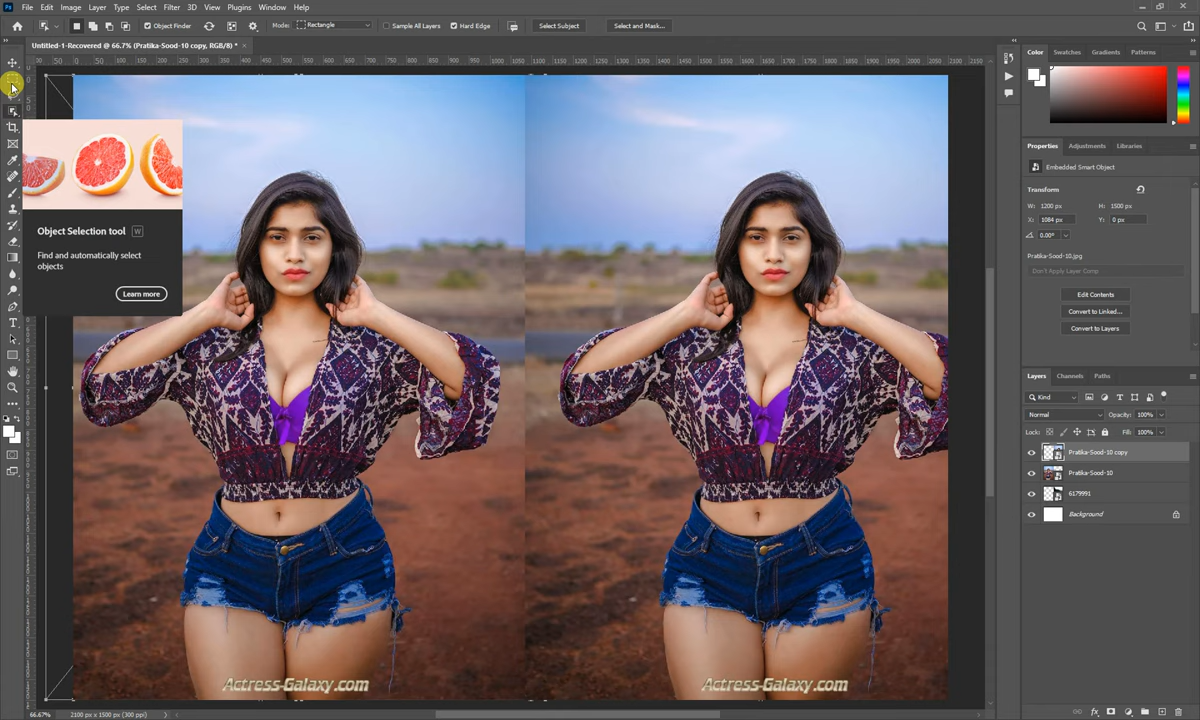 File Edit Image Layer Type Select Filter 3D View Plugins Window Help
Object Finder Mode: Rectangle Sample All Layers Hard Edge Select Subject Select and Mask...
Untitled-1-Recovered @ 66.7% (Pratika-Sood-10 copy, RGB/8) *
Color Swatches Gradients Patterns
Properties Adjustments Libraries
Embedded Smart Object
Transform
W: 1200 px H: 1500 px
X: 1084 px Y: 0 px
0.00°
Pratika-Sood-10.jpg
Don't Apply Layer Comp
Edit Contents
Convert to Linked...
Convert to Layers
Object Selection tool W
Find and automatically select
objects
Learn more
Layers Channels Paths
Kind
Normal Opacity: 100%
Lock: Fill: 100%
Pratika-Sood-10 copy
Pratika-Sood-10
6179991
Background
Actress-Galaxy.com Actress-Galaxy.com
66.67% 2100 px x 1500 px (300 ppi)